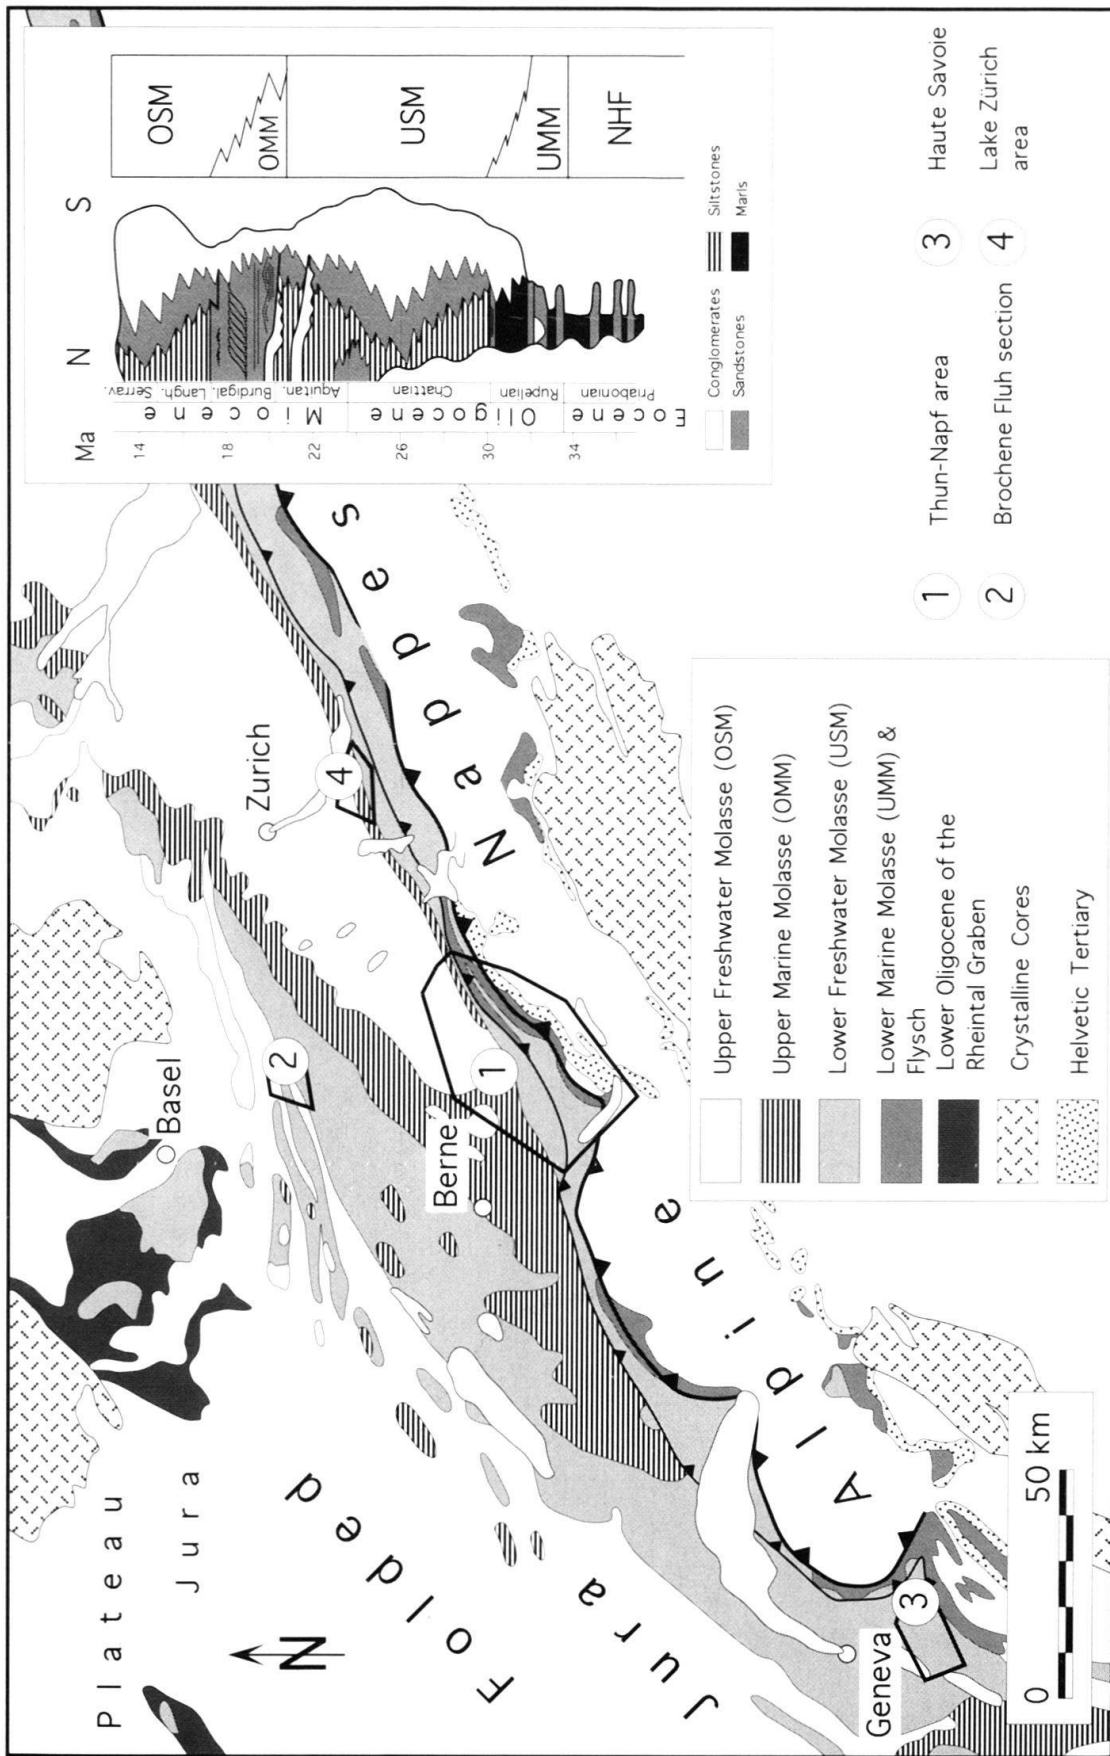 Plateau
Jura
Folded
Jura
N
Basel
Zurich
Berne
Geneva
Alpine Nappes
1
2
3
4
0 50 km
Upper Freshwater Molasse (OSM)
Upper Marine Molasse (OMM)
Lower Freshwater Molasse (USM)
Lower Marine Molasse (UMM) &
Flysch
Lower Oligocene of the
Rheintal Graben
Crystalline Cores
Helvetic Tertiary
Ma
N
S
14
18
22
26
30
34
Miocene
Oligocene
Eocene
Serrav.
Langh.
Burdigal.
Aquitan.
Chattian
Rupelian
Priabonian
OSM
OMM
USM
UMM
NHF
Conglomerates
Sandstones
Siltstones
Marls
1 Thun-Napf area
2 Brochene Fluh section
3 Haute Savoie
4 Lake Zürich
area